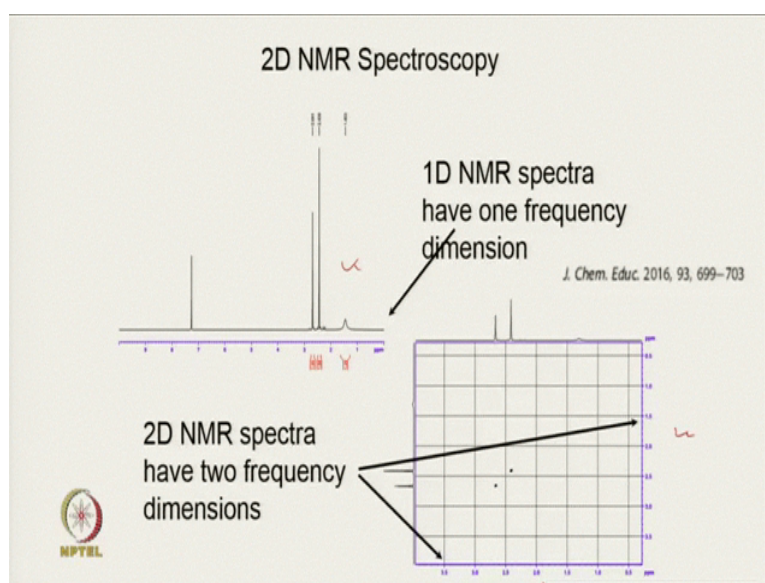 2D NMR Spectroscopy
1D NMR spectra
have one frequency
dimension
J. Chem. Educ. 2016, 93, 699–703
2D NMR spectra
have two frequency
dimensions
NPTEL